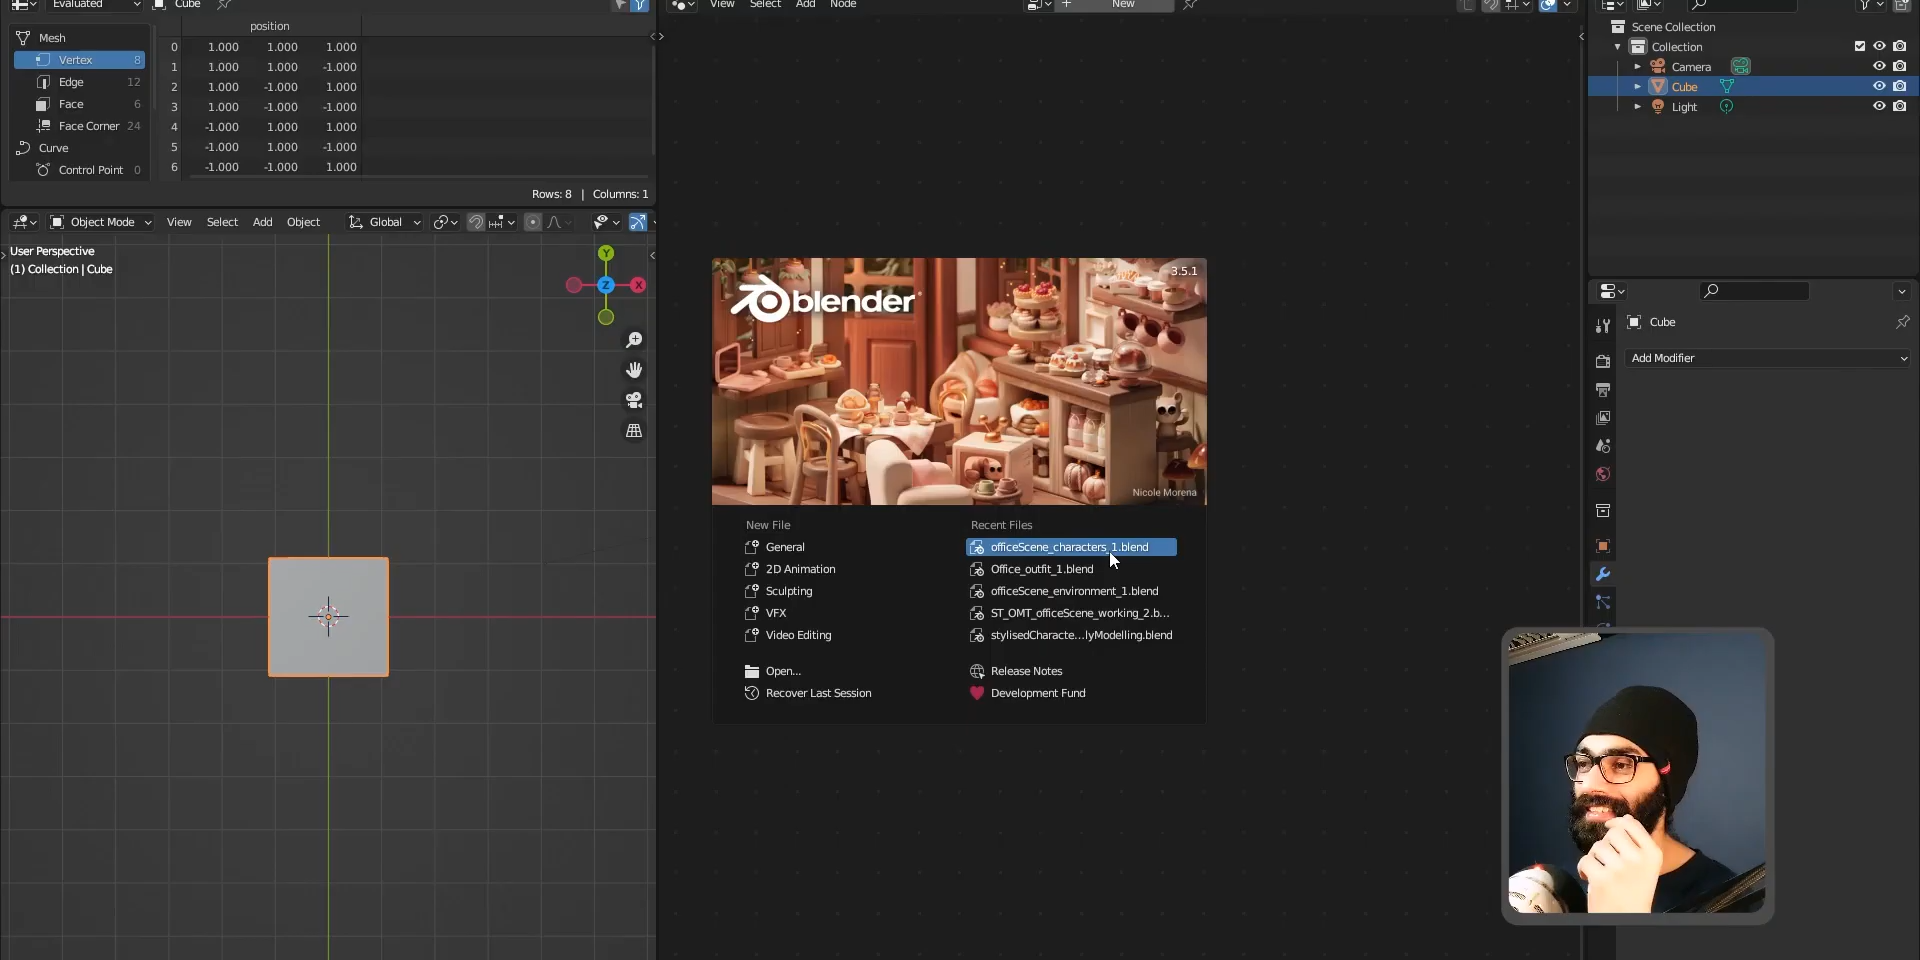 Evaluated Cube
position
Mesh
Vertex 8
Edge 12
Face 6
Face Corner 24
Curve
Control Point 0
0 1.000 1.000 1.000
1 1.000 1.000 -1.000
2 1.000 -1.000 1.000
3 1.000 -1.000 -1.000
4 -1.000 1.000 1.000
5 -1.000 1.000 -1.000
6 -1.000 -1.000 1.000
Rows: 8 | Columns: 1
Object Mode View Select Add Object Global
User Perspective
(1) Collection | Cube
Y
Z
X
View Select Add Node New
3.5.1
blender
Nicole Morena
New File
General
2D Animation
Sculpting
VFX
Video Editing
Open...
Recover Last Session
Recent Files
officeScene_characters_1.blend
Office_outfit_1.blend
officeScene_environment_1.blend
ST_OMT_officeScene_working_2.b...
stylisedCharacte...lyModelling.blend
Release Notes
Development Fund
Scene Collection
Collection
Camera
Cube
Light
Cube
Add Modifier